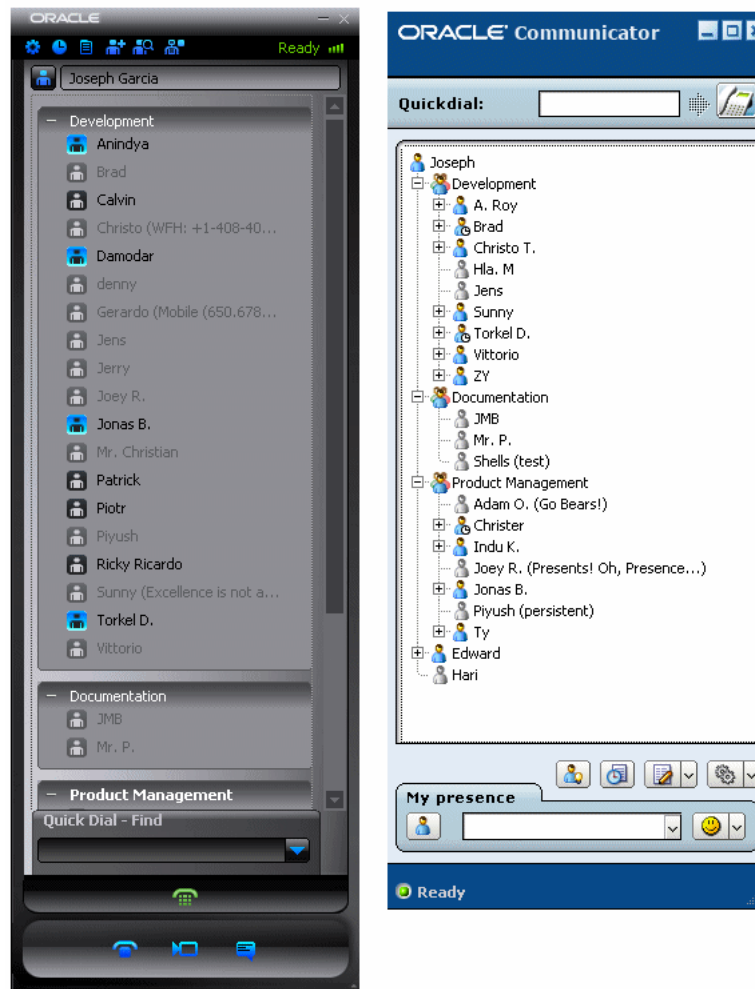 ORACLE
Ready
Joseph Garcia
Development
Anindya
Brad
Calvin
Christo (WFH: +1-408-40...
Damodar
denny
Gerardo (Mobile (650.678...
Jens
Jerry
Joey R.
Jonas B.
Mr. Christian
Patrick
Piotr
Piyush
Ricky Ricardo
Sunny (Excellence is not a...
Torkel D.
Vittorio
Documentation
JMB
Mr. P.
Product Management
Quick Dial - Find
ORACLE Communicator
Quickdial:
Joseph
Development
A. Roy
Brad
Christo T.
Hla. M
Jens
Sunny
Torkel D.
Vittorio
ZY
Documentation
JMB
Mr. P.
Shells (test)
Product Management
Adam O. (Go Bears!)
Christer
Indu K.
Joey R. (Presents! Oh, Presence...)
Jonas B.
Piyush (persistent)
Ty
Edward
Hari
My presence
Ready